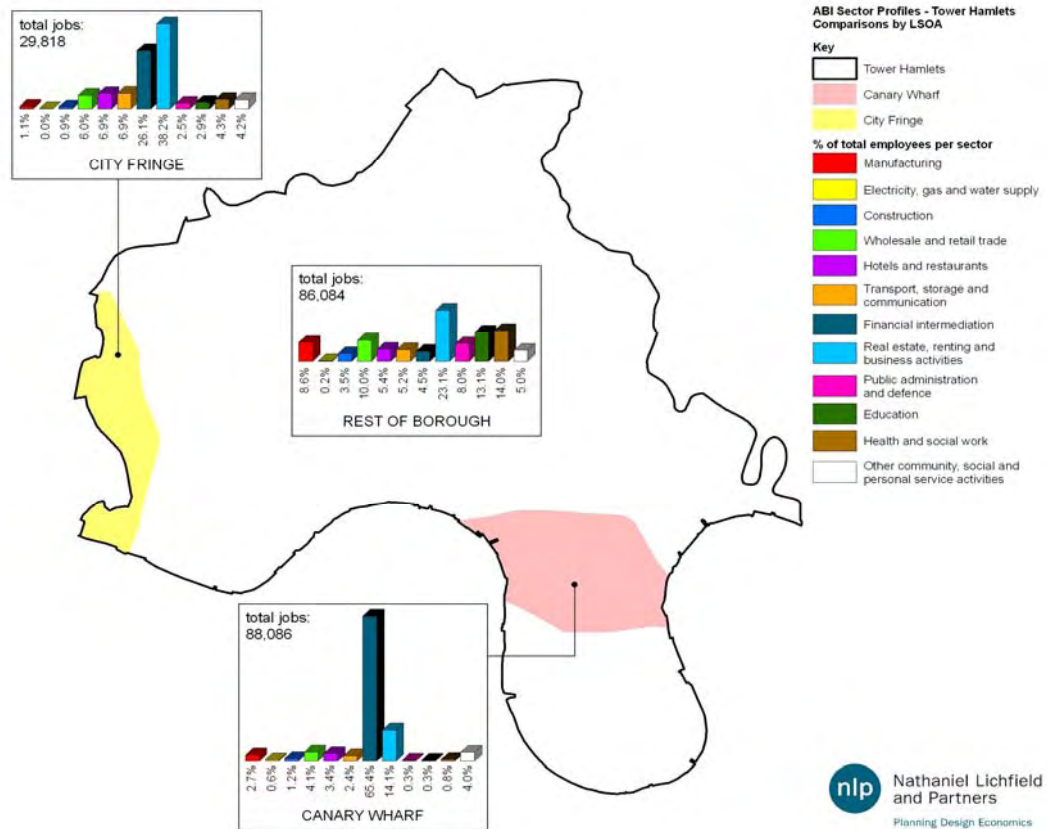 total jobs:
29,818
1.1% 0.0% 0.9% 6.0% 6.9% 6.9% 26.1% 38.2% 2.5% 2.9% 4.3% 4.2%
CITY FRINGE
total jobs:
86,084
8.6% 0.2% 3.5% 10.0% 5.4% 5.2% 4.5% 23.1% 8.0% 13.1% 14.0% 5.0%
REST OF BOROUGH
total jobs:
88,086
2.7% 0.6% 1.2% 4.1% 3.4% 2.4% 65.4% 14.1% 0.3% 0.3% 0.8% 4.0%
CANARY WHARF
ABI Sector Profiles - Tower Hamlets
Comparisons by LSOA
Key
Tower Hamlets
Canary Wharf
City Fringe
% of total employees per sector
Manufacturing
Electricity, gas and water supply
Construction
Wholesale and retail trade
Hotels and restaurants
Transport, storage and
communication
Financial intermediation
Real estate, renting and
business activities
Public administration
and defence
Education
Health and social work
Other community, social and
personal service activities
nlp
Nathaniel Lichfield
and Partners
Planning Design Economics